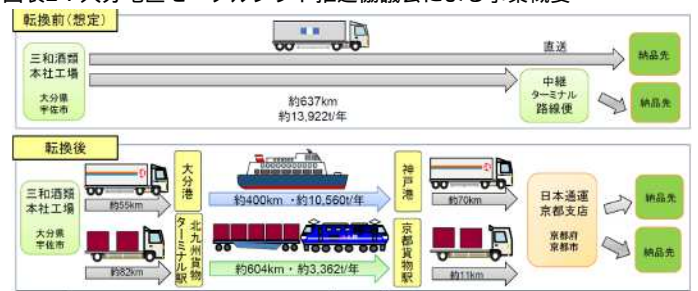 転換前(想定)
三和酒類
本社工場
大分県
宇佐市
直送
納品先
中継
ターミナル
路線便
納品先
約637km
約13,922t/年
転換後
三和酒類
本社工場
大分県
宇佐市
約55km
大分港
約400km・約10,560t/年
神戸港
約70km
約82km
北九州貨物
ターミナル駅
約604km・約3,362t/年
京都貨物駅
約11km
日本通運
京都支店
京都府
京都市
納品先
納品先